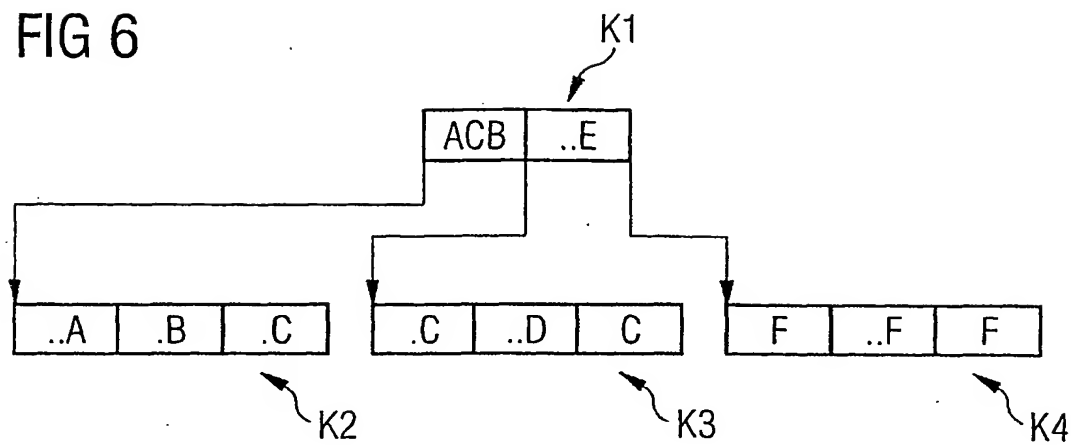 FIG 6
K1
ACB ..E
..A .B .C .C ..D C F ..F F
K2 K3 K4